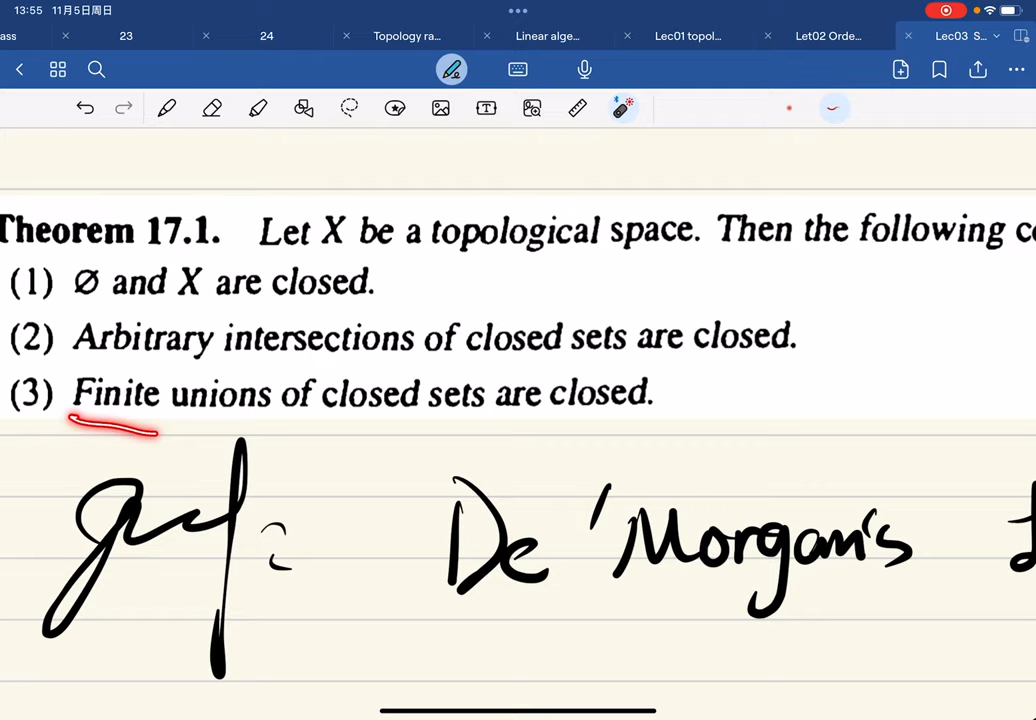 13:55 11月5日周日
ass 23 24 Topology ra... Linear alge... Lec01 topol... Let02 Orde... Lec03 S...
Theorem 17.1. Let X be a topological space. Then the following
(1) ∅ and X are closed.
(2) Arbitrary intersections of closed sets are closed.
(3) Finite unions of closed sets are closed.
De 'Morgan's